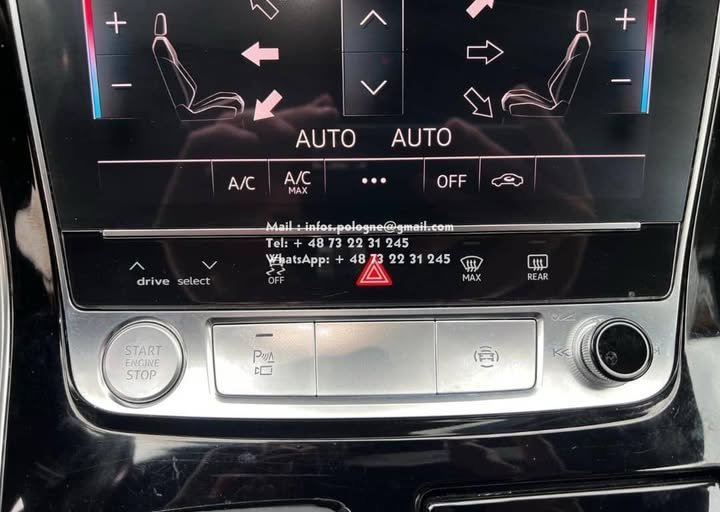 + +
- -
AUTO AUTO
A/C A/C MAX ••• OFF
Mail : infos.pologne@gmail.com
Tel: + 48 73 22 31 245
WhatsApp: + 48 73 22 31 245
drive select OFF MAX REAR
START
ENGINE
STOP
P